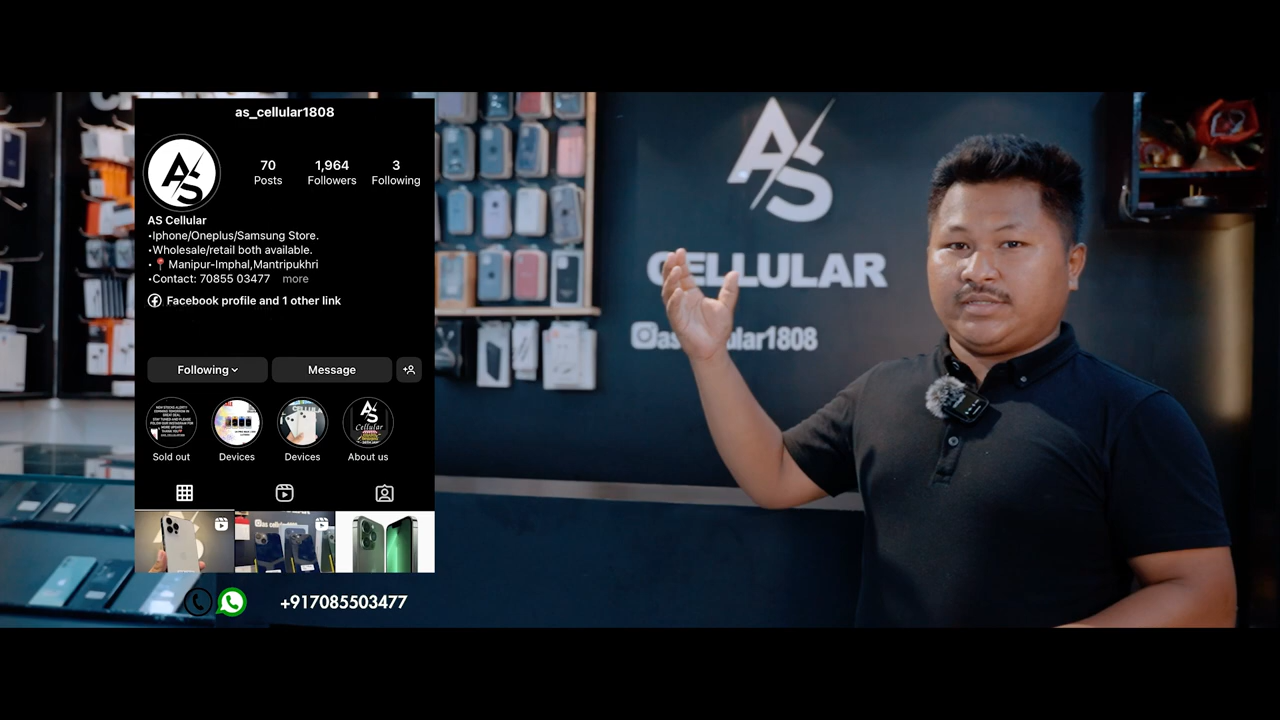 as_cellular1808
AS
70
Posts
1,964
Followers
3
Following
AS Cellular
•Iphone/Oneplus/Samsung Store.
•Wholesale/retail both available.
•📍 Manipur-Imphal,Mantripukhri
•Contact: 70855 03477 more
Facebook profile and 1 other link
Following
Message
Sold out
Devices
Devices
About us
+917085503477
AS
CELLULAR